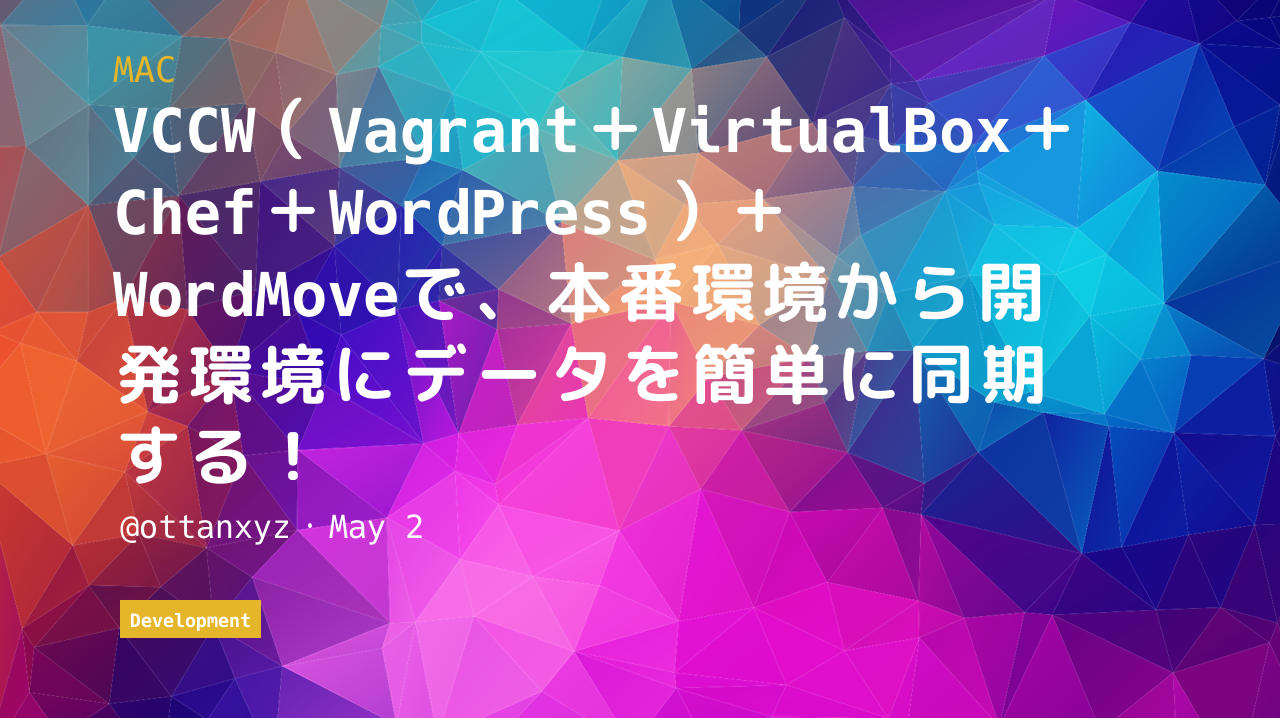 MAC
VCCW（Vagrant＋VirtualBox＋
Chef＋WordPress）＋
WordMoveで、本番環境から開
発環境にデータを簡単に同期
する！
@ottanxyz・May 2
Development